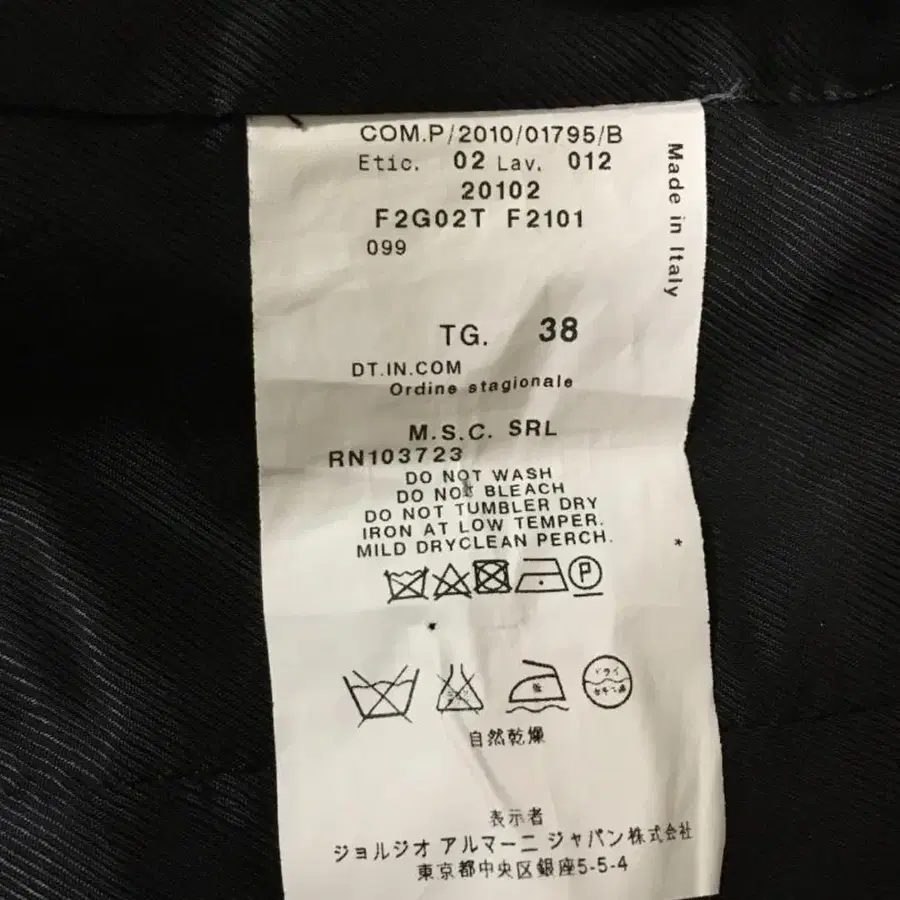 COM.P/2010/01795/B
Etic. 02 Lav. 012
20102
F2G02T F2101
099
Made in Italy
TG. 38
DT.IN.COM
Ordine stagionale
M.S.C. SRL
RN103723
DO NOT WASH
DO NOT BLEACH
DO NOT TUMBLER DRY
IRON AT LOW TEMPER.
MILD DRYCLEAN PERCH.
*
P
低
ドライ
自然乾燥
表示者
ジョルジオ アルマーニ ジャパン株式会社
東京都中央区銀座5-5-4